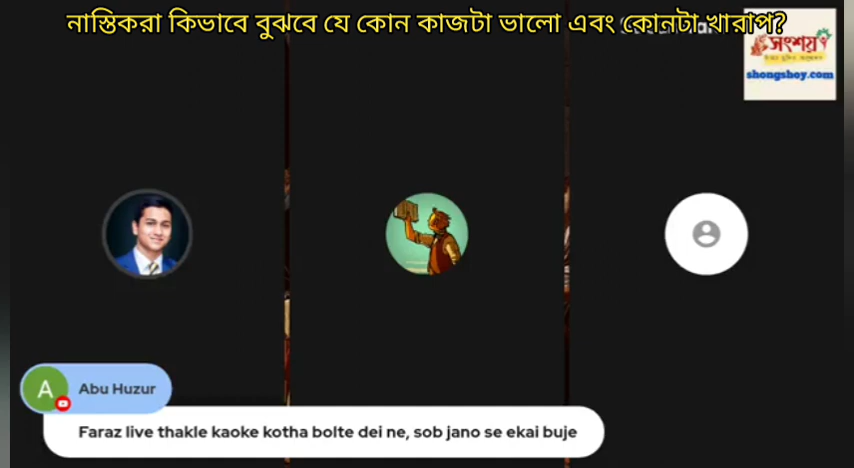 নাস্তিকরা কিভাবে বুঝবে যে কোন কাজটা ভালো এবং কোনটা খারাপ?
সংশয়
shongshoy.com
A
Abu Huzur
Faraz live thakle kaoke kotha bolte dei ne, sob jano se ekai buje